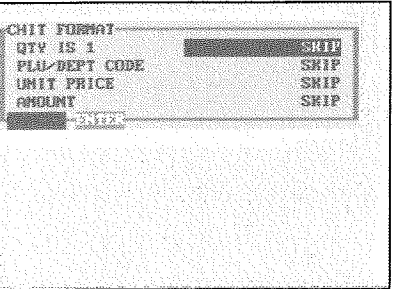 CHIT FORMAT
QTY IS 1 SKIP
PLU/DEPT CODE SKIP
UNIT PRICE SKIP
AMOUNT SKIP
ENTER